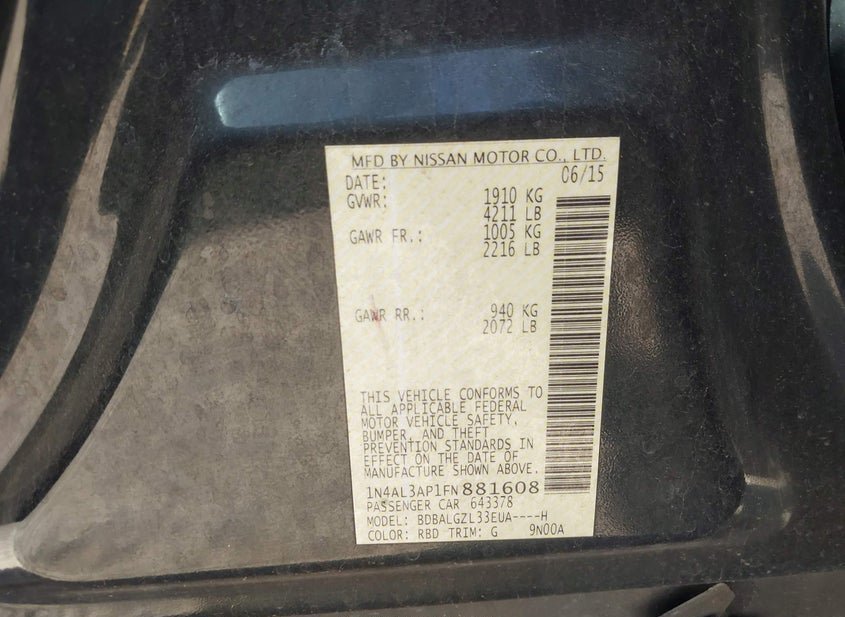 MFD BY NISSAN MOTOR CO., LTD.
DATE: 06/15
GVWR: 1910 KG
4211 LB
GAWR FR.: 1005 KG
2216 LB
GAWR RR.: 940 KG
2072 LB
THIS VEHICLE CONFORMS TO
ALL APPLICABLE FEDERAL
MOTOR VEHICLE SAFETY,
BUMPER, AND THEFT
PREVENTION STANDARDS IN
EFFECT ON THE DATE OF
MANUFACTURE SHOWN ABOVE.
1N4AL3AP1FN881608
PASSENGER CAR 643378
MODEL: BDBALGZL33EUA----H
COLOR: RBD TRIM: G 9N00A